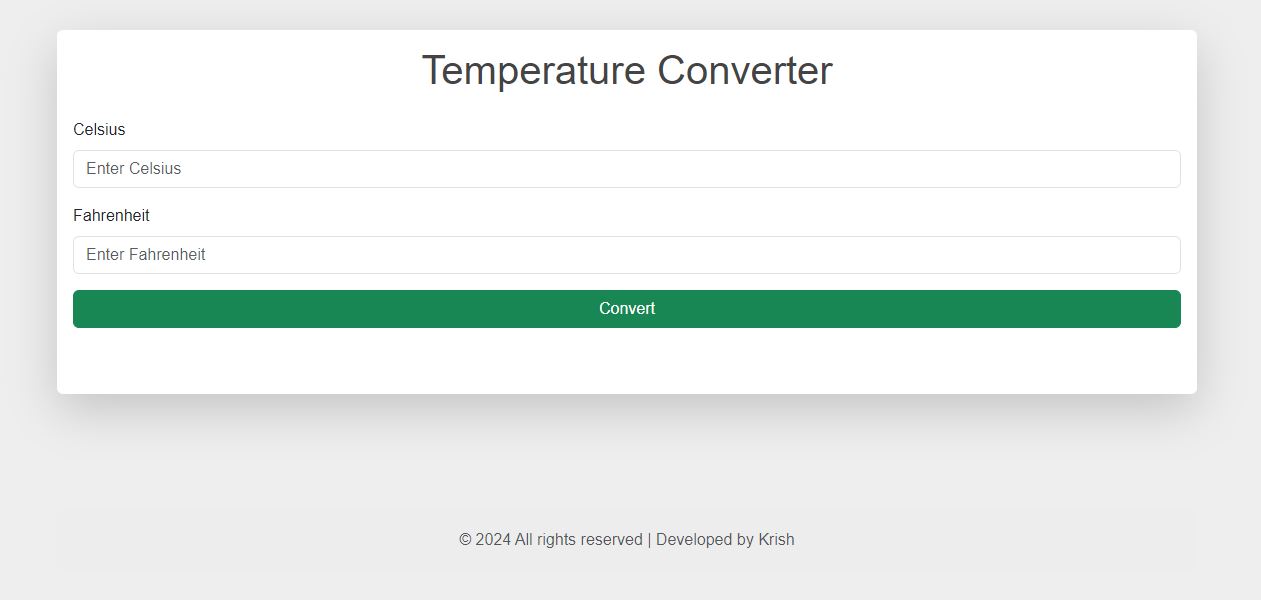 Temperature Converter
Celsius
Enter Celsius
Fahrenheit
Enter Fahrenheit
Convert
© 2024 All rights reserved | Developed by Krish